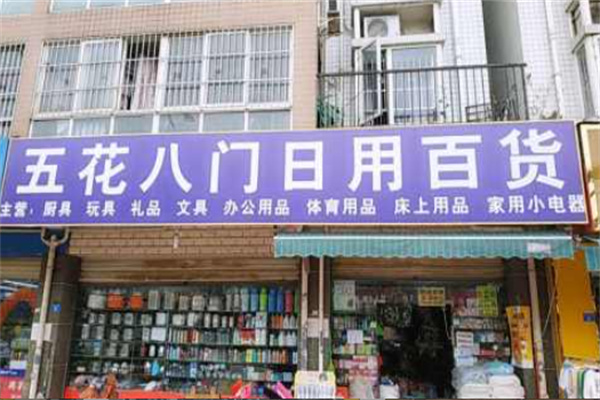 五花八门日用百货
主营：厨具 玩具 礼品 文具 办公用品 体育用品 床上用品 家用小电器